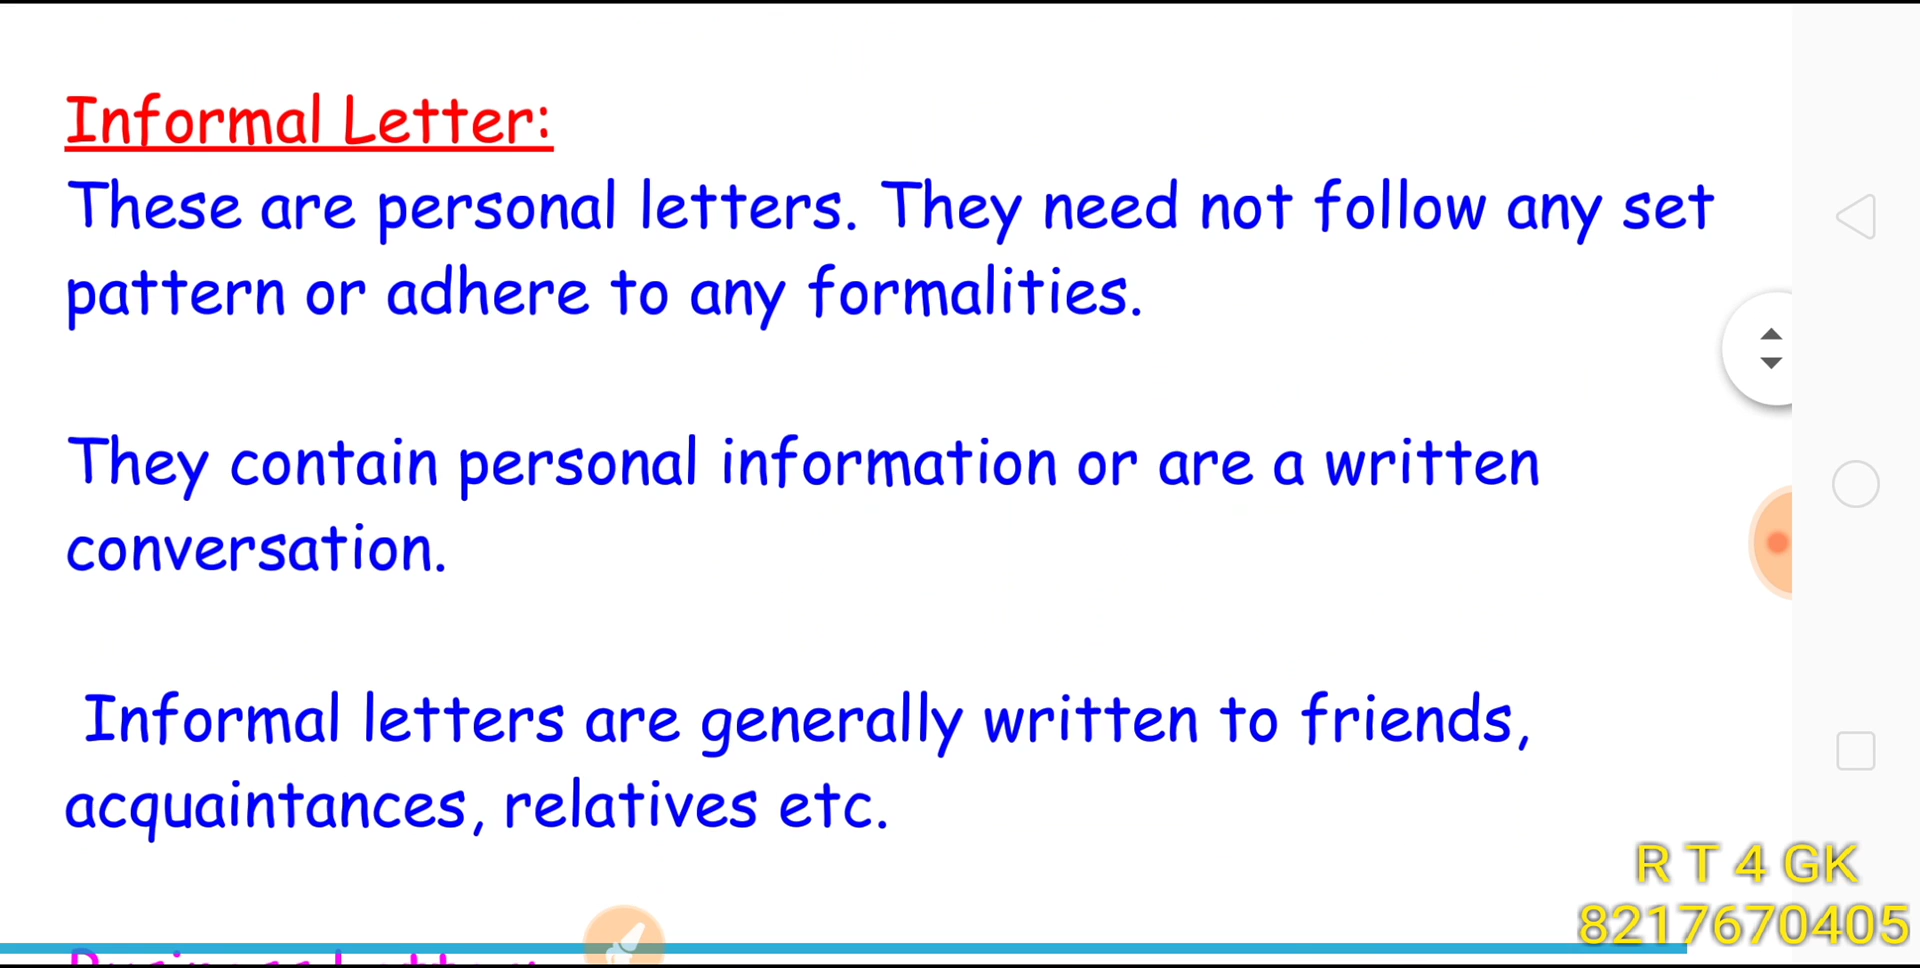 Informal Letter:
These are personal letters. They need not follow any set
pattern or adhere to any formalities.
They contain personal information or are a written
conversation.
Informal letters are generally written to friends,
acquaintances, relatives etc.
R T 4 GK
8217670405